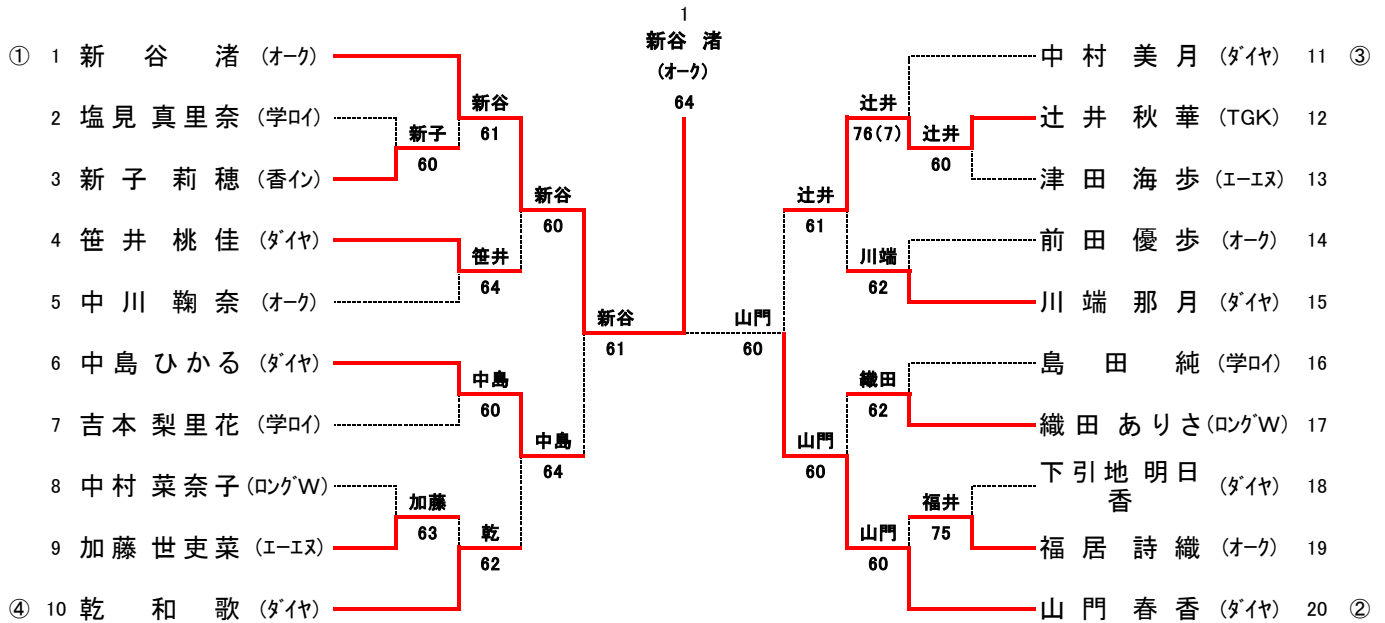 1
新谷 渚
(オーク)
64
① 1 新谷 渚 (オーク)
2 塩見 真里奈 (学ロイ)
3 新子 莉穂 (香イン)
4 笹井 桃佳 (ダイヤ)
5 中川 鞠奈 (オーク)
6 中島 ひかる (ダイヤ)
7 吉本 梨里花 (学ロイ)
8 中村 菜奈子 (ロングW)
9 加藤 世吏菜 (エーエヌ)
④ 10 乾 和歌 (ダイヤ)
新子
60
加藤
63
新谷
61
笹井
64
中島
60
乾
62
新谷
60
中島
64
新谷
61
山門
60
辻井
61
山門
60
辻井
76(7)
川端
62
織田
62
山門
60
辻井
60
福井
75
中村 美月 (ダイヤ) 11 ③
辻井 秋華 (TGK) 12
津田 海歩 (エーエヌ) 13
前田 優歩 (オーク) 14
川端 那月 (ダイヤ) 15
島田 純 (学ロイ) 16
織田 ありさ (ロングW) 17
下引地 明日
香 (ダイヤ) 18
福居 詩織 (オーク) 19
山門 春香 (ダイヤ) 20 ②